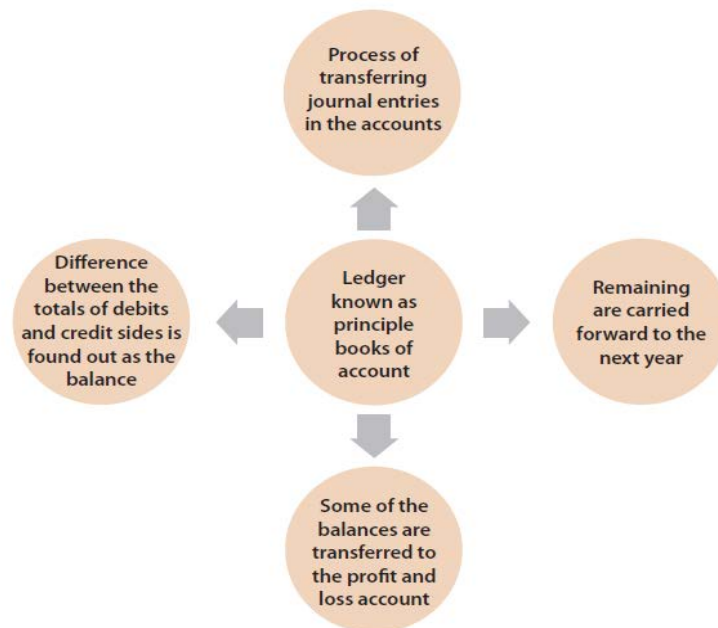 Process of
transferring
journal entries
in the accounts
Difference
between the
totals of debits
and credit sides is
found out as the
balance
Ledger
known as
principle
books of
account
Remaining
are carried
forward to the
next year
Some of the
balances are
transferred to
the profit and
loss account